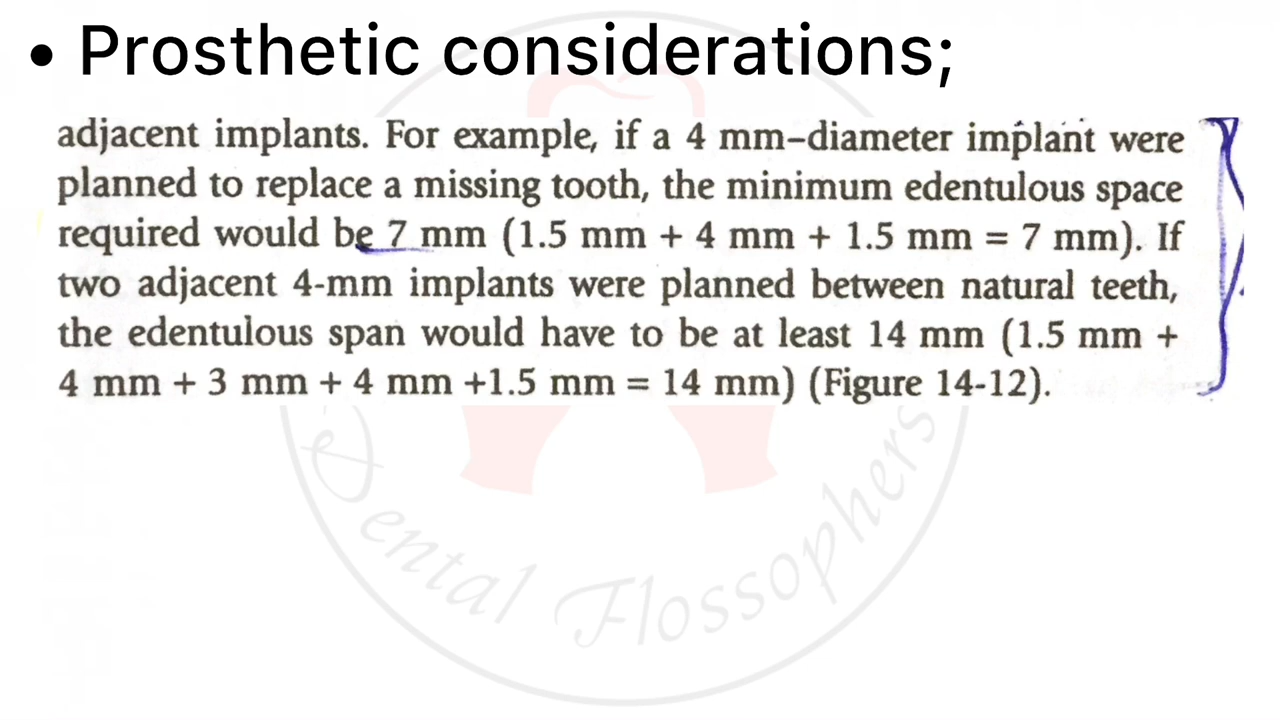 • Prosthetic considerations;
adjacent implants. For example, if a 4 mm–diameter implant were
planned to replace a missing tooth, the minimum edentulous space
required would be 7 mm (1.5 mm + 4 mm + 1.5 mm = 7 mm). If
two adjacent 4-mm implants were planned between natural teeth,
the edentulous span would have to be at least 14 mm (1.5 mm +
4 mm + 3 mm + 4 mm +1.5 mm = 14 mm) (Figure 14-12).
Dental Flossophers